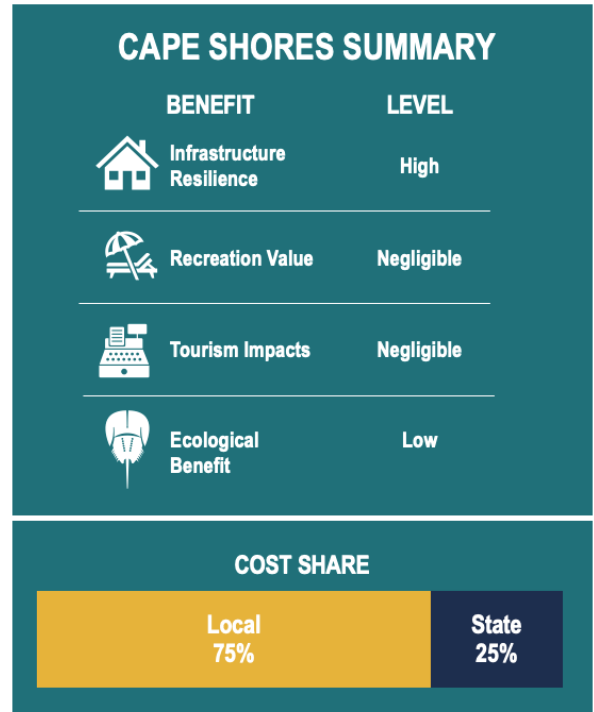 CAPE SHORES SUMMARY
BENEFIT LEVEL
Infrastructure
Resilience
High
Recreation Value Negligible
Tourism Impacts Negligible
Ecological
Benefit
Low
COST SHARE
Local
75%
State
25%